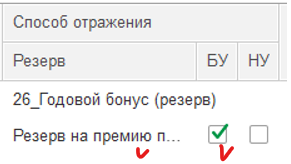 Способ отражения
Резерв БУ НУ
26_Годовой бонус (резерв)
Резерв на премию п...